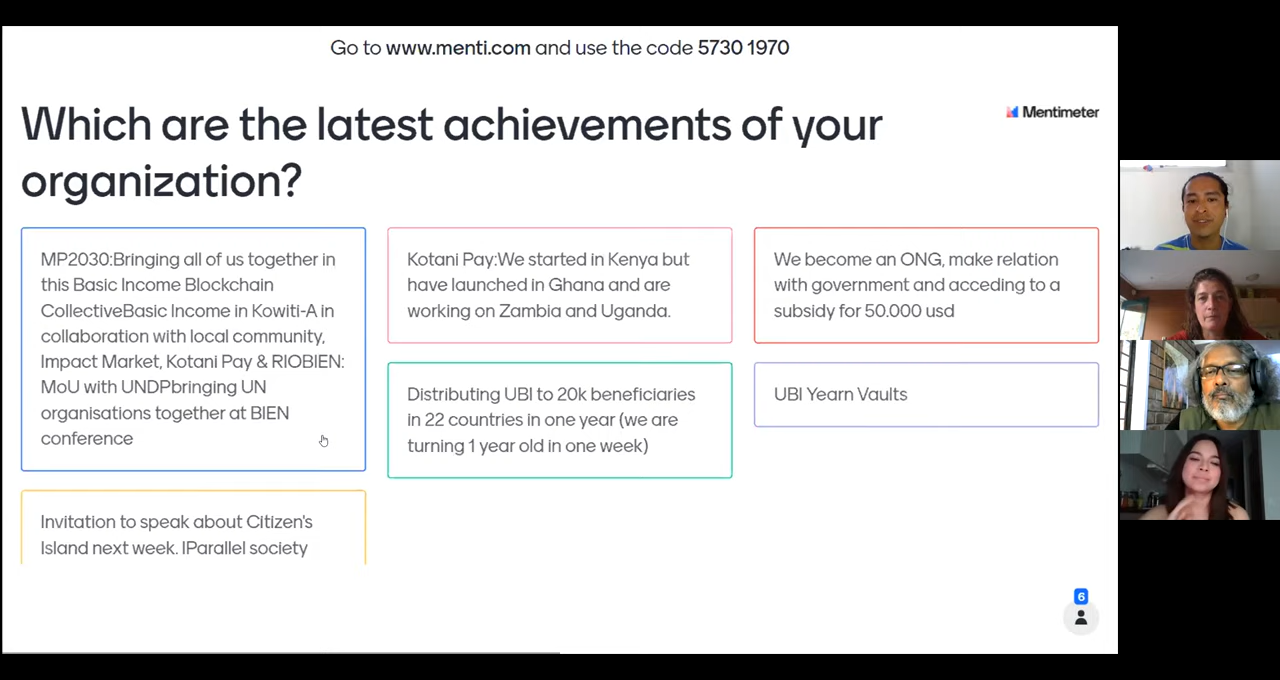 Go to www.menti.com and use the code 5730 1970
Which are the latest achievements of your
organization?
Mentimeter
MP2030:Bringing all of us together in
this Basic Income Blockchain
CollectiveBasic Income in Kowiti-A in
collaboration with local community,
Impact Market, Kotani Pay & RIOBIEN:
MoU with UNDPbringing UN
organisations together at BIEN
conference
Invitation to speak about Citizen's
Island next week. IParallel society
Kotani Pay:We started in Kenya but
have launched in Ghana and are
working on Zambia and Uganda.
Distributing UBI to 20k beneficiaries
in 22 countries in one year (we are
turning 1 year old in one week)
We become an ONG, make relation
with government and acceding to a
subsidy for 50.000 usd
UBI Yearn Vaults
6